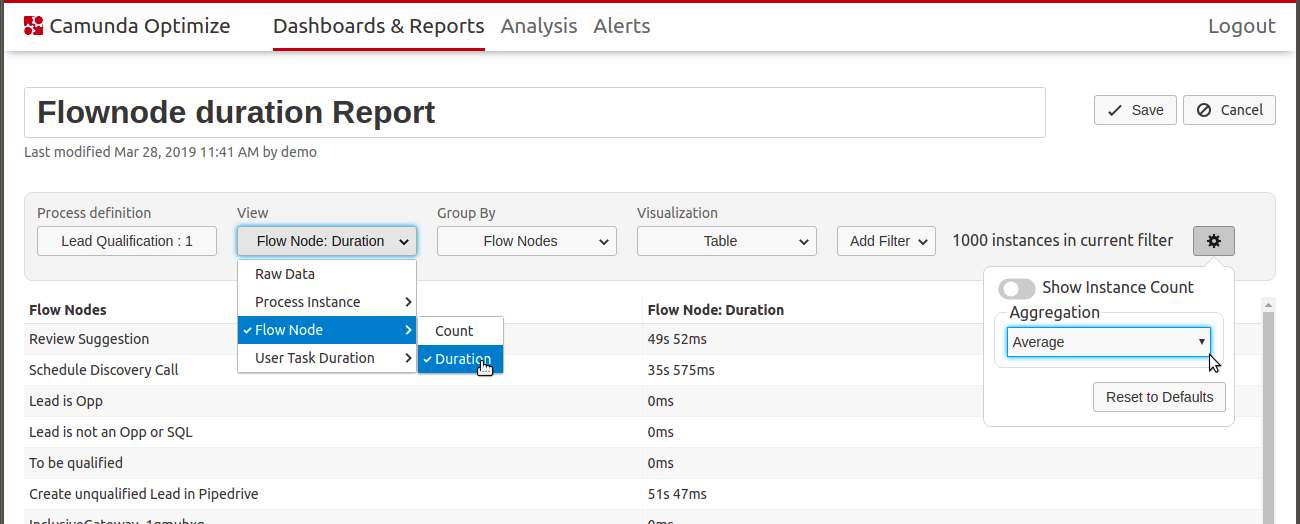 Camunda Optimize Dashboards & Reports Analysis Alerts Logout
Flownode duration Report
Save Cancel
Last modified Mar 28, 2019 11:41 AM by demo
Process definition View Group By Visualization
Lead Qualification : 1 Flow Node: Duration Flow Nodes Table Add Filter 1000 instances in current filter
Raw Data
Process Instance
Flow Node
User Task Duration
Count
Duration
Show Instance Count
Aggregation
Average
Reset to Defaults
Flow Nodes Flow Node: Duration
Review Suggestion 49s 52ms
Schedule Discovery Call 35s 575ms
Lead is Opp 0ms
Lead is not an Opp or SQL 0ms
To be qualified 0ms
Create unqualified Lead in Pipedrive 51s 47ms
0ms